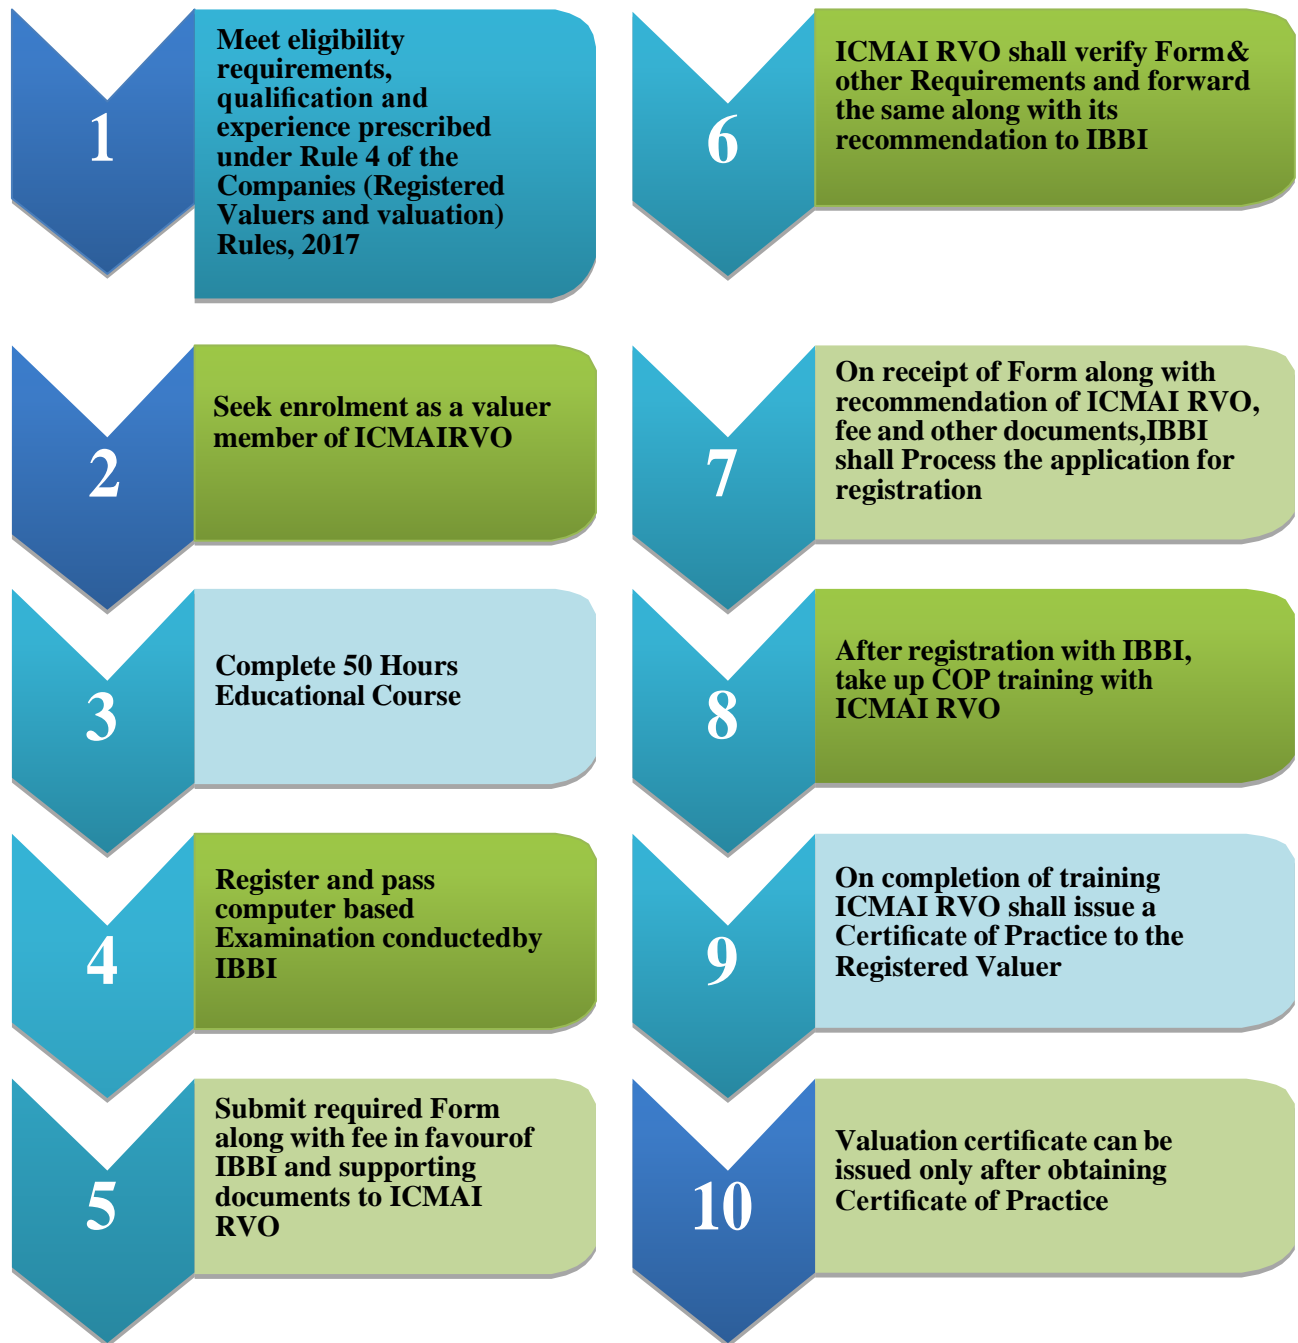 1
Meet eligibility
requirements,
qualification and
experience prescribed
under Rule 4 of the
Companies (Registered
Valuers and valuation)
Rules, 2017
2
Seek enrolment as a valuer
member of ICMAIRVO
3
Complete 50 Hours
Educational Course
4
Register and pass
computer based
Examination conductedby
IBBI
5
Submit required Form
along with fee in favourof
IBBI and supporting
documents to ICMAI
RVO
6
ICMAI RVO shall verify Form&
other Requirements and forward
the same along with its
recommendation to IBBI
7
On receipt of Form along with
recommendation of ICMAI RVO,
fee and other documents,IBBI
shall Process the application for
registration
8
After registration with IBBI,
take up COP training with
ICMAI RVO
9
On completion of training
ICMAI RVO shall issue a
Certificate of Practice to the
Registered Valuer
10
Valuation certificate can be
issued only after obtaining
Certificate of Practice